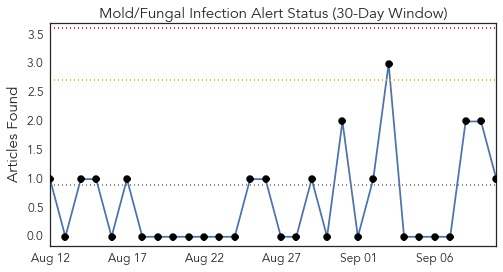 Mold/Fungal Infection Alert Status (30-Day Window)
Articles Found
3.5
3.0
2.5
2.0
1.5
1.0
0.5
0.0
Aug 12 Aug 17 Aug 22 Aug 27 Sep 01 Sep 06